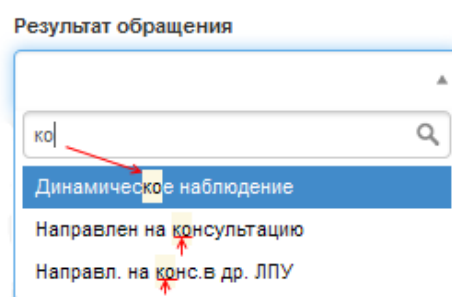 Результат обращения
ко
Динамическое наблюдение
Направлен на консультацию
Направл. на конс.в др. ЛПУ